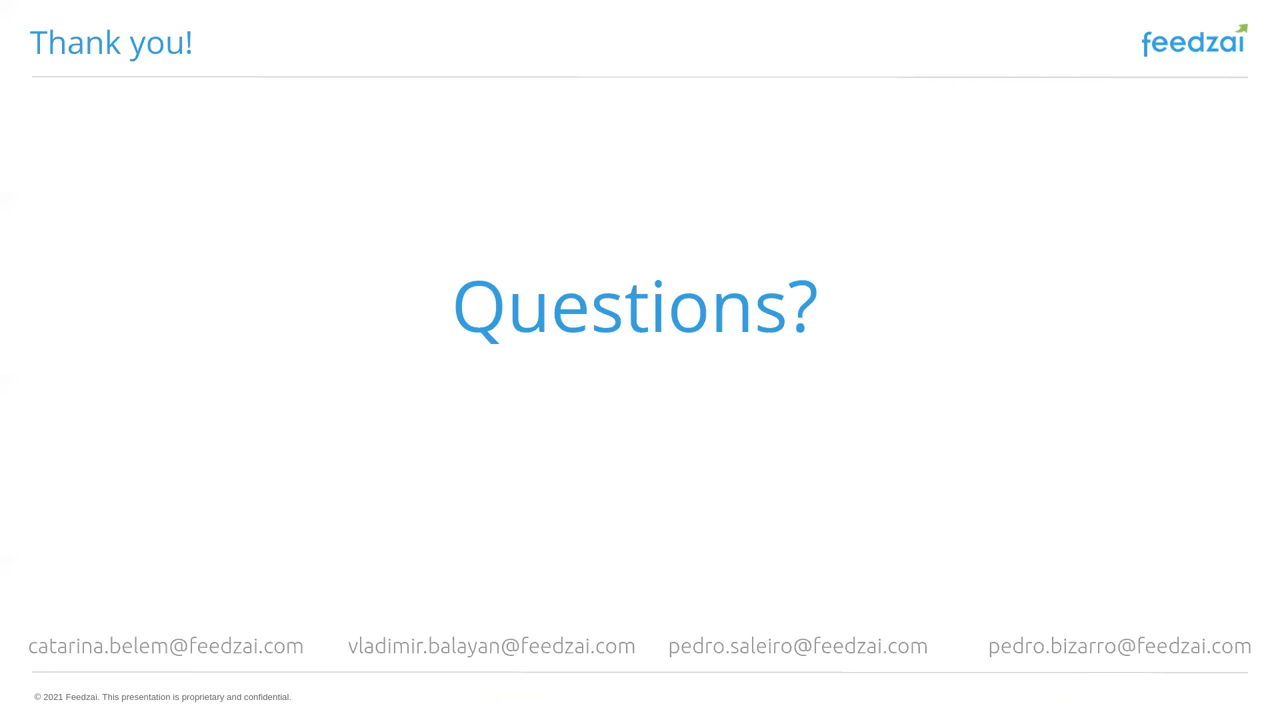 Thank you!
feedzai
Questions?
catarina.belem@feedzai.com vladimir.balayan@feedzai.com pedro.saleiro@feedzai.com pedro.bizarro@feedzai.com
© 2021 Feedzai. This presentation is proprietary and confidential.